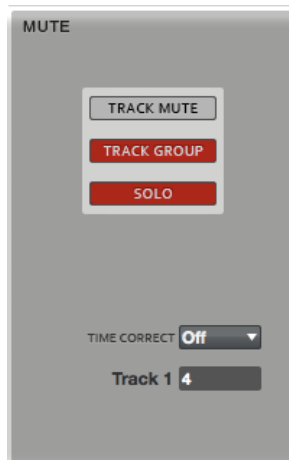 MUTE
TRACK MUTE
TRACK GROUP
SOLO
TIME CORRECT Off
Track 1 4